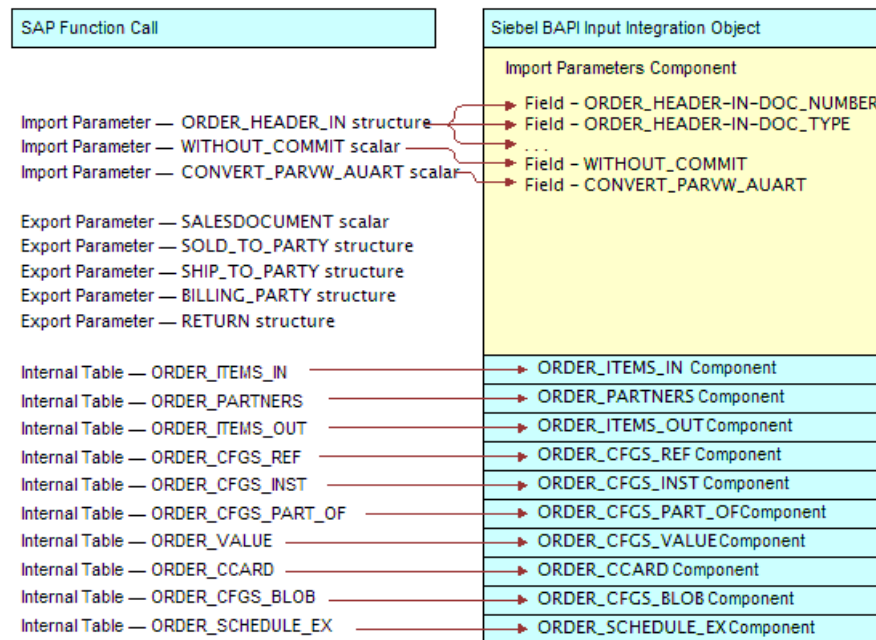 SAP Function Call
Siebel BAPI Input Integration Object
Import Parameters Component
Import Parameter — ORDER_HEADER_IN structure
Import Parameter — WITHOUT_COMMIT scalar
Import Parameter — CONVERT_PARVW_AUART scalar
Field - ORDER_HEADER-IN-DOC_NUMBER
Field - ORDER_HEADER-IN-DOC_TYPE
. . .
Field - WITHOUT_COMMIT
Field - CONVERT_PARVW_AUART
Export Parameter — SALESDOCUMENT scalar
Export Parameter — SOLD_TO_PARTY structure
Export Parameter — SHIP_TO_PARTY structure
Export Parameter — BILLING_PARTY structure
Export Parameter — RETURN structure
Internal Table — ORDER_ITEMS_IN
ORDER_ITEMS_IN Component
Internal Table — ORDER_PARTNERS
ORDER_PARTNERS Component
Internal Table — ORDER_ITEMS_OUT
ORDER_ITEMS_OUT Component
Internal Table — ORDER_CFGS_REF
ORDER_CFGS_REF Component
Internal Table — ORDER_CFGS_INST
ORDER_CFGS_INST Component
Internal Table — ORDER_CFGS_PART_OF
ORDER_CFGS_PART_OFComponent
Internal Table — ORDER_VALUE
ORDER_CFGS_VALUE Component
Internal Table — ORDER_CCARD
ORDER_CCARD Component
Internal Table — ORDER_CFGS_BLOB
ORDER_CFGS_BLOB Component
Internal Table — ORDER_SCHEDULE_EX
ORDER_SCHEDULE_EX Component